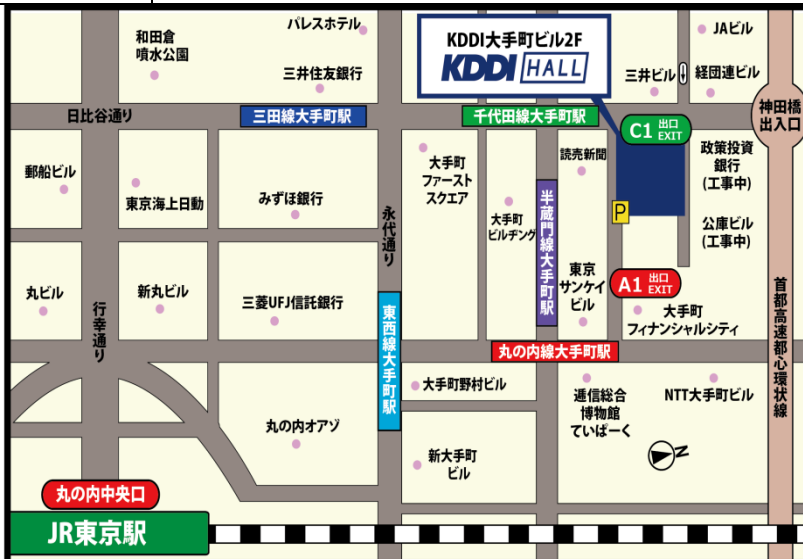 和田倉
噴水公園
パレスホテル
三井住友銀行
KDDI大手町ビル2F
KDDI HALL
JAビル
三井ビル
経団連ビル
神田橋
出入口
日比谷通り
三田線大手町駅
千代田線大手町駅
C1 出口
EXIT
郵船ビル
東京海上日動
みずほ銀行
永代通り
大手町
ファースト
スクエア
大手町
ビルヂング
半蔵門線大手町駅
読売新聞
P
政策投資
銀行
(工事中)
公庫ビル
(工事中)
丸ビル
行幸通り
新丸ビル
三菱UFJ信託銀行
東西線大手町駅
東京
サンケイ
ビル
A1 出口
EXIT
大手町
フィナンシャルシティ
首都高速都心環状線
丸の内線大手町駅
丸の内オアゾ
大手町野村ビル
新大手町
ビル
逓信総合
博物館
ていぱーく
NTT大手町ビル
N
丸の内中央口
JR東京駅